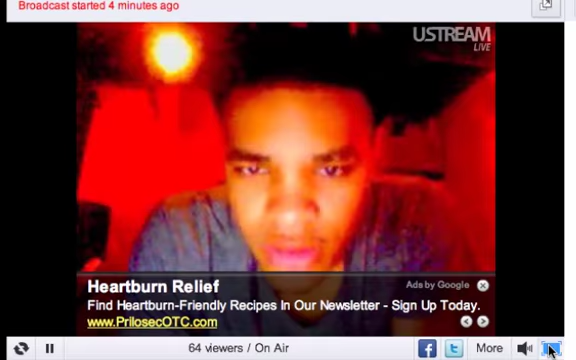 Broadcast started 4 minutes ago
USTREAM
LIVE
Heartburn Relief
Ads by Google
Find Heartburn-Friendly Recipes In Our Newsletter - Sign Up Today.
www.PrilosecOTC.com
64 viewers / On Air
More